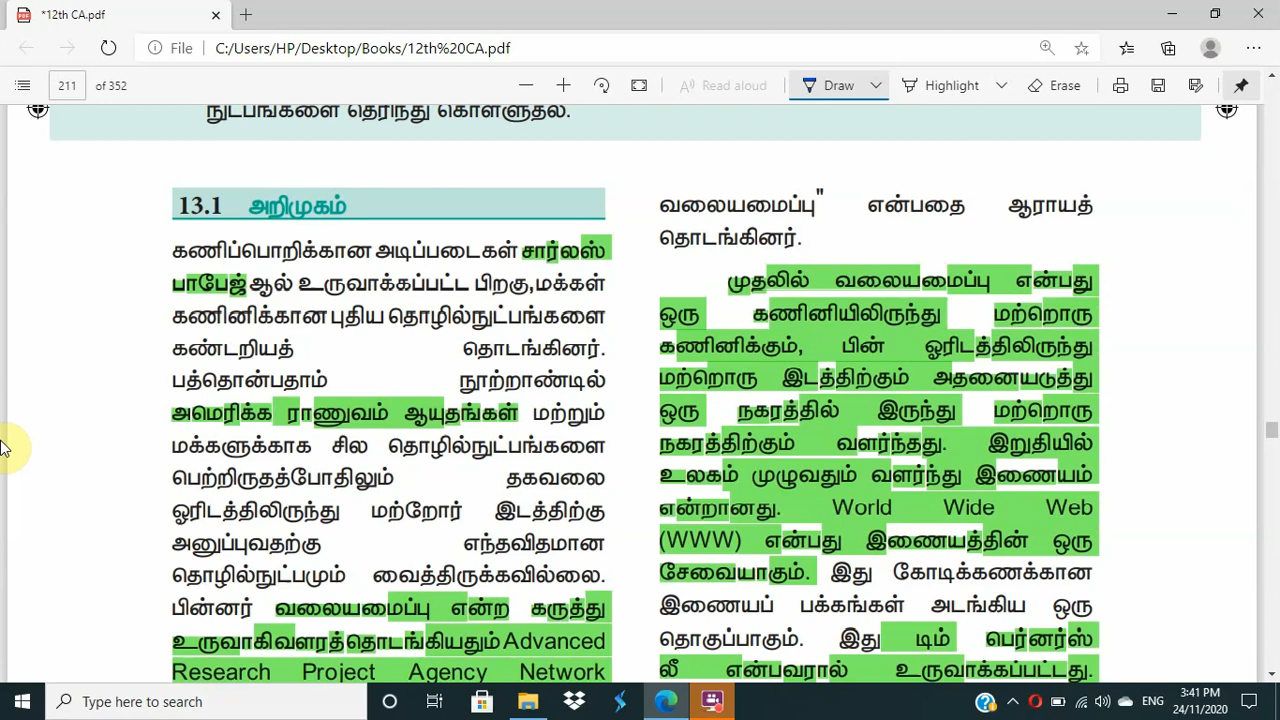 *12th CA.pdf
File
C:/Users/HP/Desktop/Books/12th%20CA.pdf
211 of 352
Read aloud
Draw
Highlight
Erase
நுட்பங்களை தெரிந்து கொள்ளுதல்.
13.1 அறிமுகம்
கணிப்பொறிக்கான அடிப்படைகள் சார்லஸ்
பாபேஜ்ஆல் உருவாக்கப்பட்ட பிறகு,மக்கள்
கணினிக்கான புதிய தொழில்நுட்பங்களை
கண்டறியத் தொடங்கினர்.
பத்தொன்பதாம் நூற்றாண்டில்
அமெரிக்க ராணுவம் ஆயுதங்கள் மற்றும்
மக்களுக்காக சில தொழில்நுட்பங்களை
பெற்றிருதத்போதிலும் தகவலை
ஓரிடத்திலிருந்து மற்றோர் இடத்திற்கு
அனுப்புவதற்கு எந்தவிதமான
தொழில்நுட்பமும் வைத்திருக்கவில்லை.
பின்னர் வலையமைப்பு என்ற கருத்து
உருவாகிவளரத்தொடங்கியதும் Advanced
Research Project Agency Network
வலையமைப்பு" என்பதை ஆராயத்
தொடங்கினர்.
முதலில் வலையமைப்பு என்பது
ஒரு கணினியிலிருந்து மற்றொரு
கணினிக்கும், பின் ஓரிடத்திலிருந்து
மற்றொரு இடத்திற்கும் அதனையடுத்து
ஒரு நகரத்தில் இருந்து மற்றொரு
நகரத்திற்கும் வளர்ந்தது. இறுதியில்
உலகம் முழுவதும் வளர்ந்து இணையம்
என்றானது. World Wide Web
(WWW) என்பது இணையத்தின் ஒரு
சேவையாகும். இது கோடிக்கணக்கான
இணையப் பக்கங்கள் அடங்கிய ஒரு
தொகுப்பாகும். இது டிம் பெர்னர்ஸ்
லீ என்பவரால் உருவாக்கப்பட்டது.
Type here to search
ENG
3:41 PM
24/11/2020